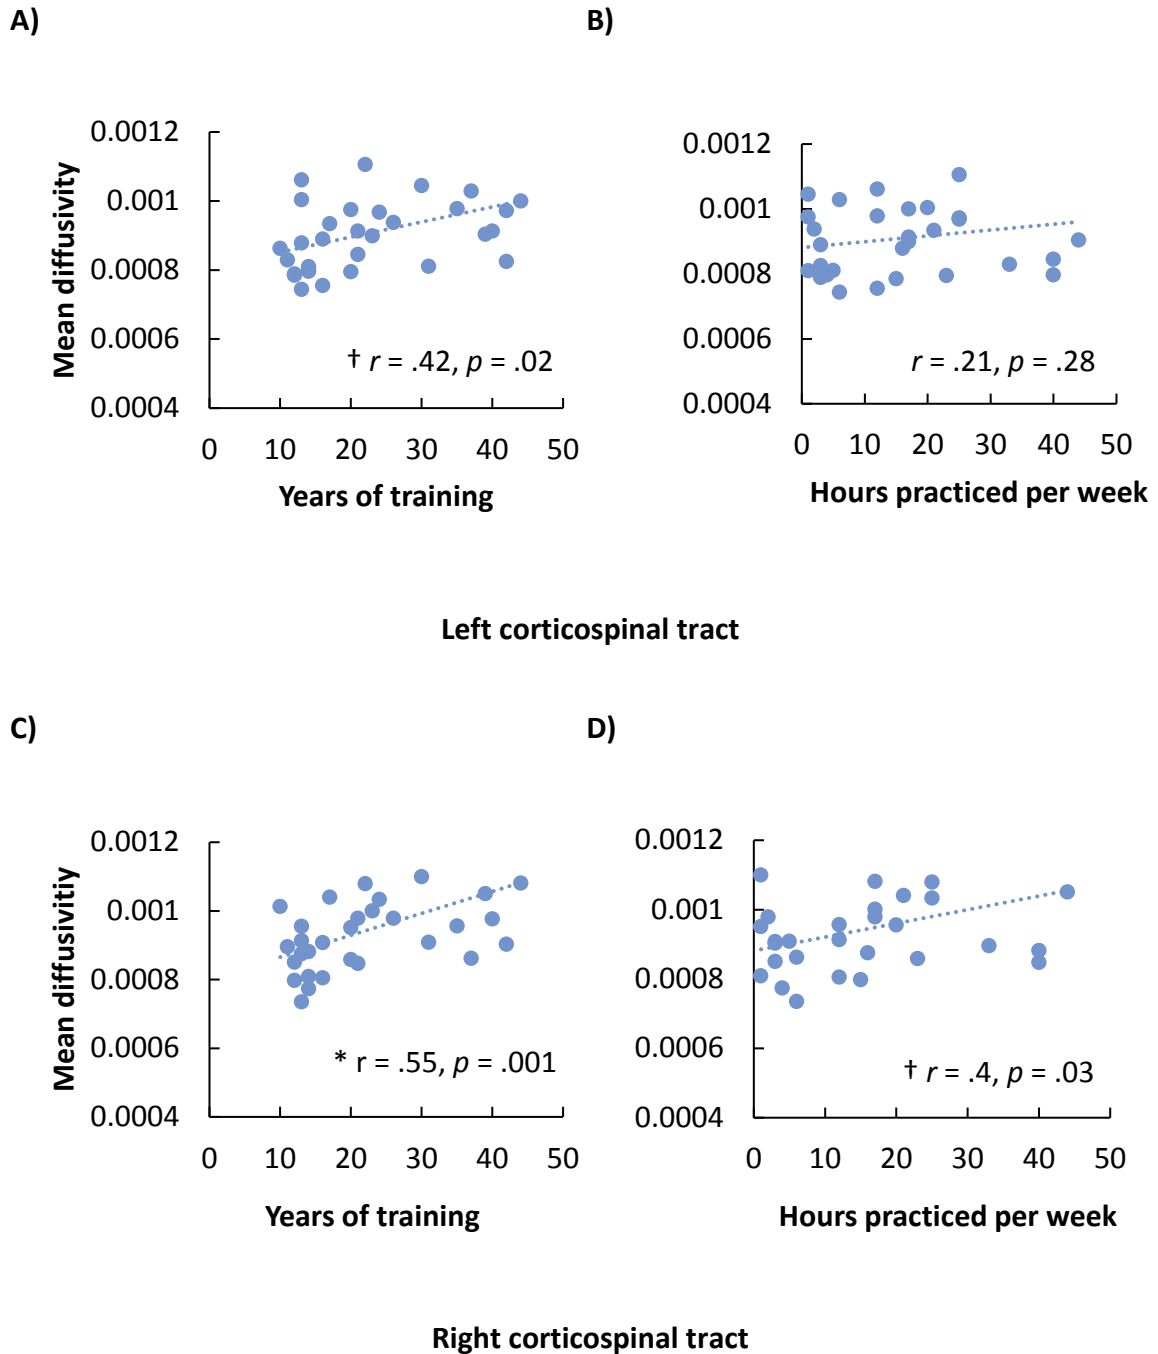 A)
B)
0.0012
0.001
0.0008
0.0006
0.0004
Mean diffusivity
† r = .42, p = .02
0 10 20 30 40 50
Years of training
0.0012
0.001
0.0008
0.0006
0.0004
r = .21, p = .28
0 10 20 30 40 50
Hours practiced per week
Left corticospinal tract
C)
D)
0.0012
0.001
0.0008
0.0006
0.0004
Mean diffusivitiy
* r = .55, p = .001
0 10 20 30 40 50
Years of training
0.0012
0.001
0.0008
0.0006
0.0004
† r = .4, p = .03
0 10 20 30 40 50
Hours practiced per week
Right corticospinal tract